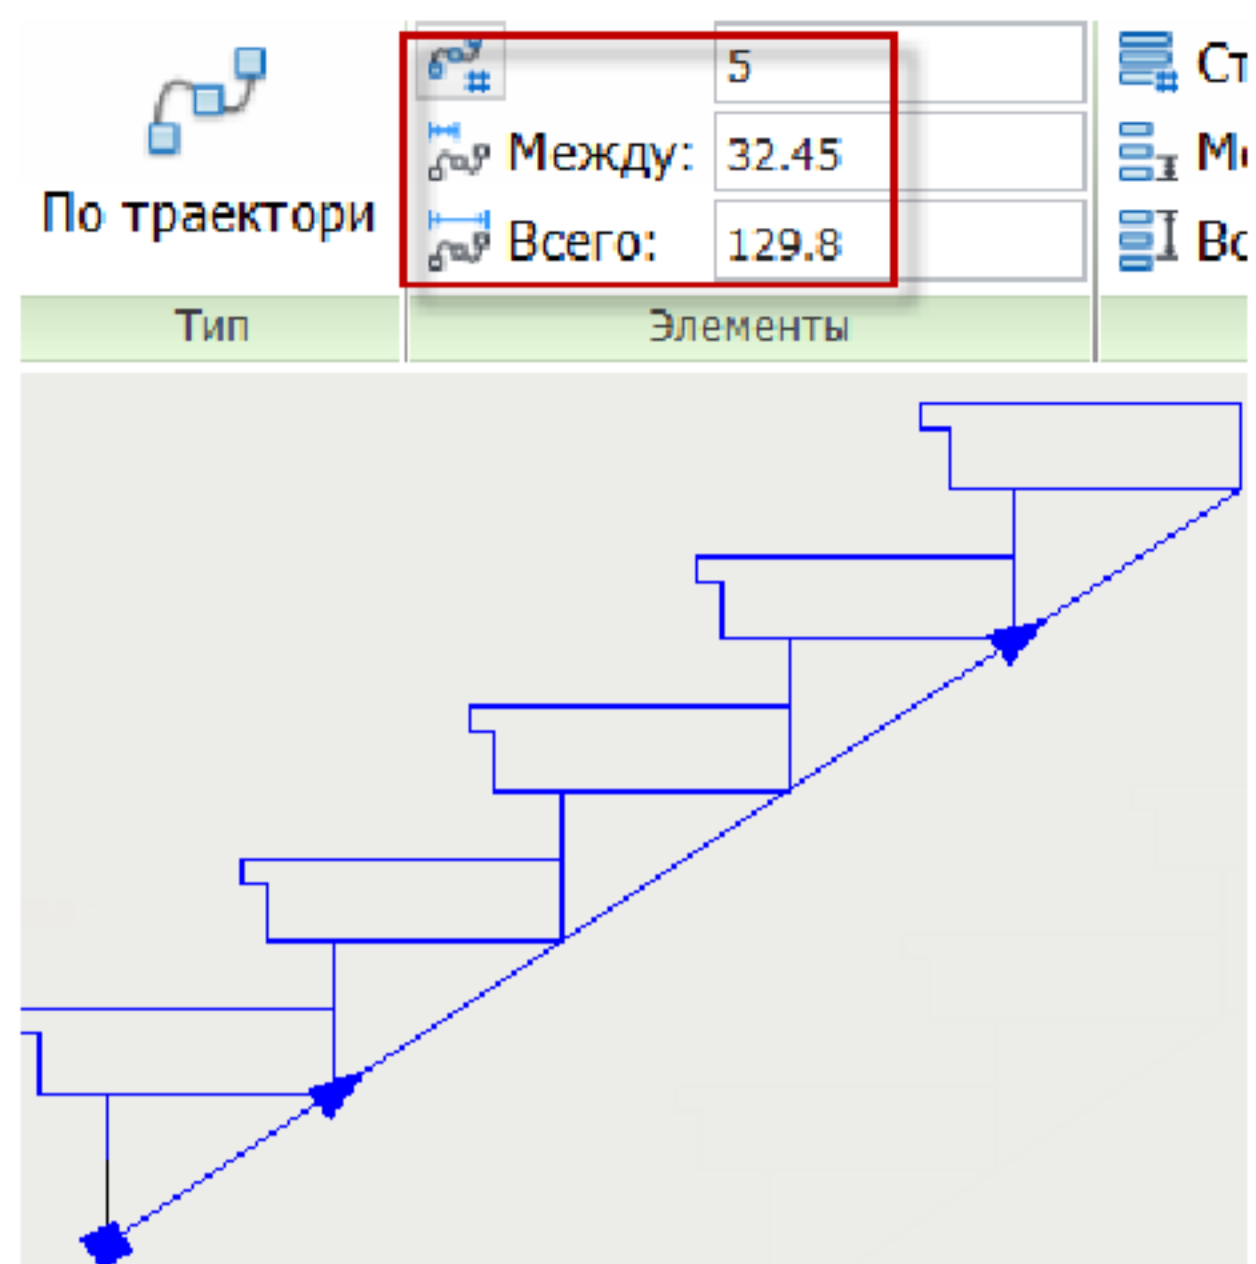 По траектори
5
Между: 32.45
Всего: 129.8
Ст
Вс
Тип
Элементы